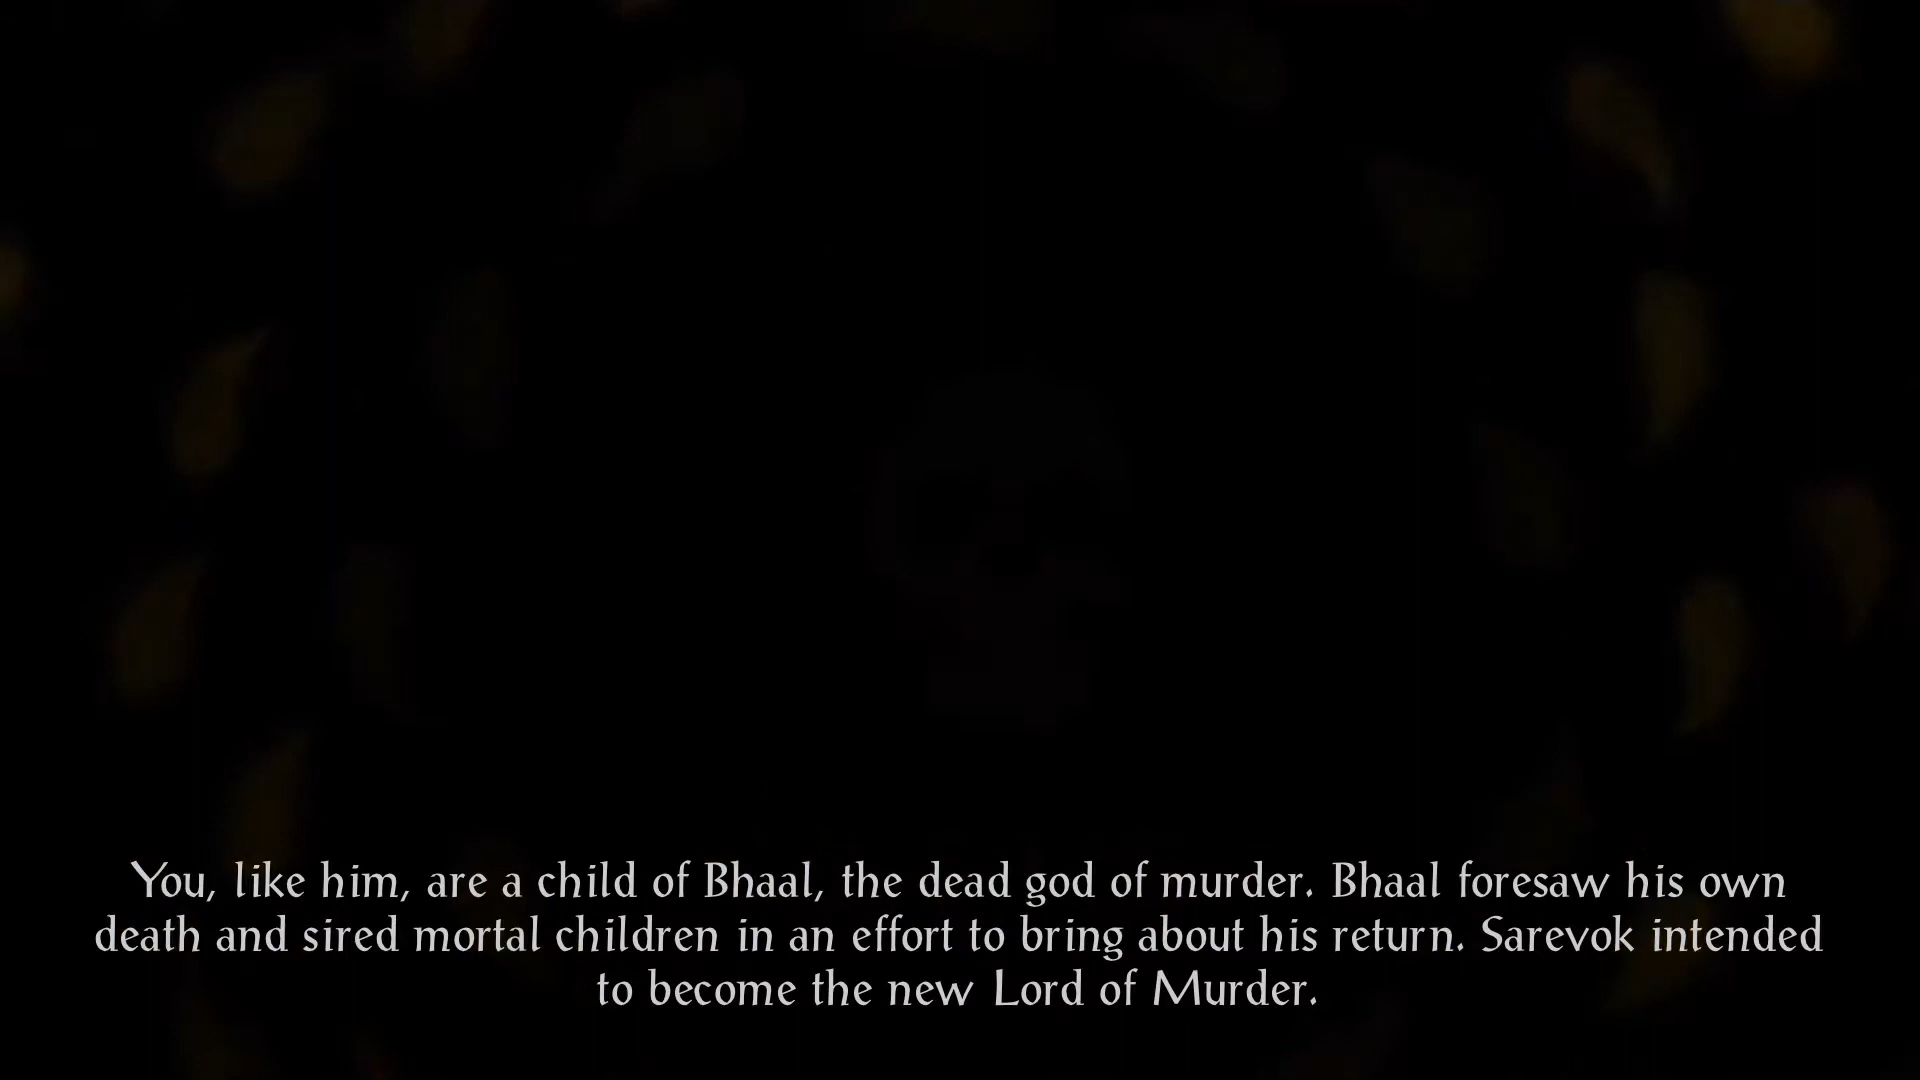 You, like him, are a child of Bhaal, the dead god of murder. Bhaal foresaw his own
death and sired mortal children in an effort to bring about his return. Sarevok intended
to become the new Lord of Murder.